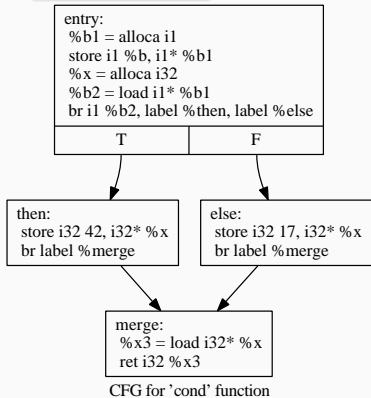 entry:
%b1 = alloca i1
store i1 %b, i1* %b1
%x = alloca i32
%b2 = load i1* %b1
br i1 %b2, label %then, label %else
T F
then:
store i32 42, i32* %x
br label %merge
else:
store i32 17, i32* %x
br label %merge
merge:
%x3 = load i32* %x
ret i32 %x3
CFG for 'cond' function